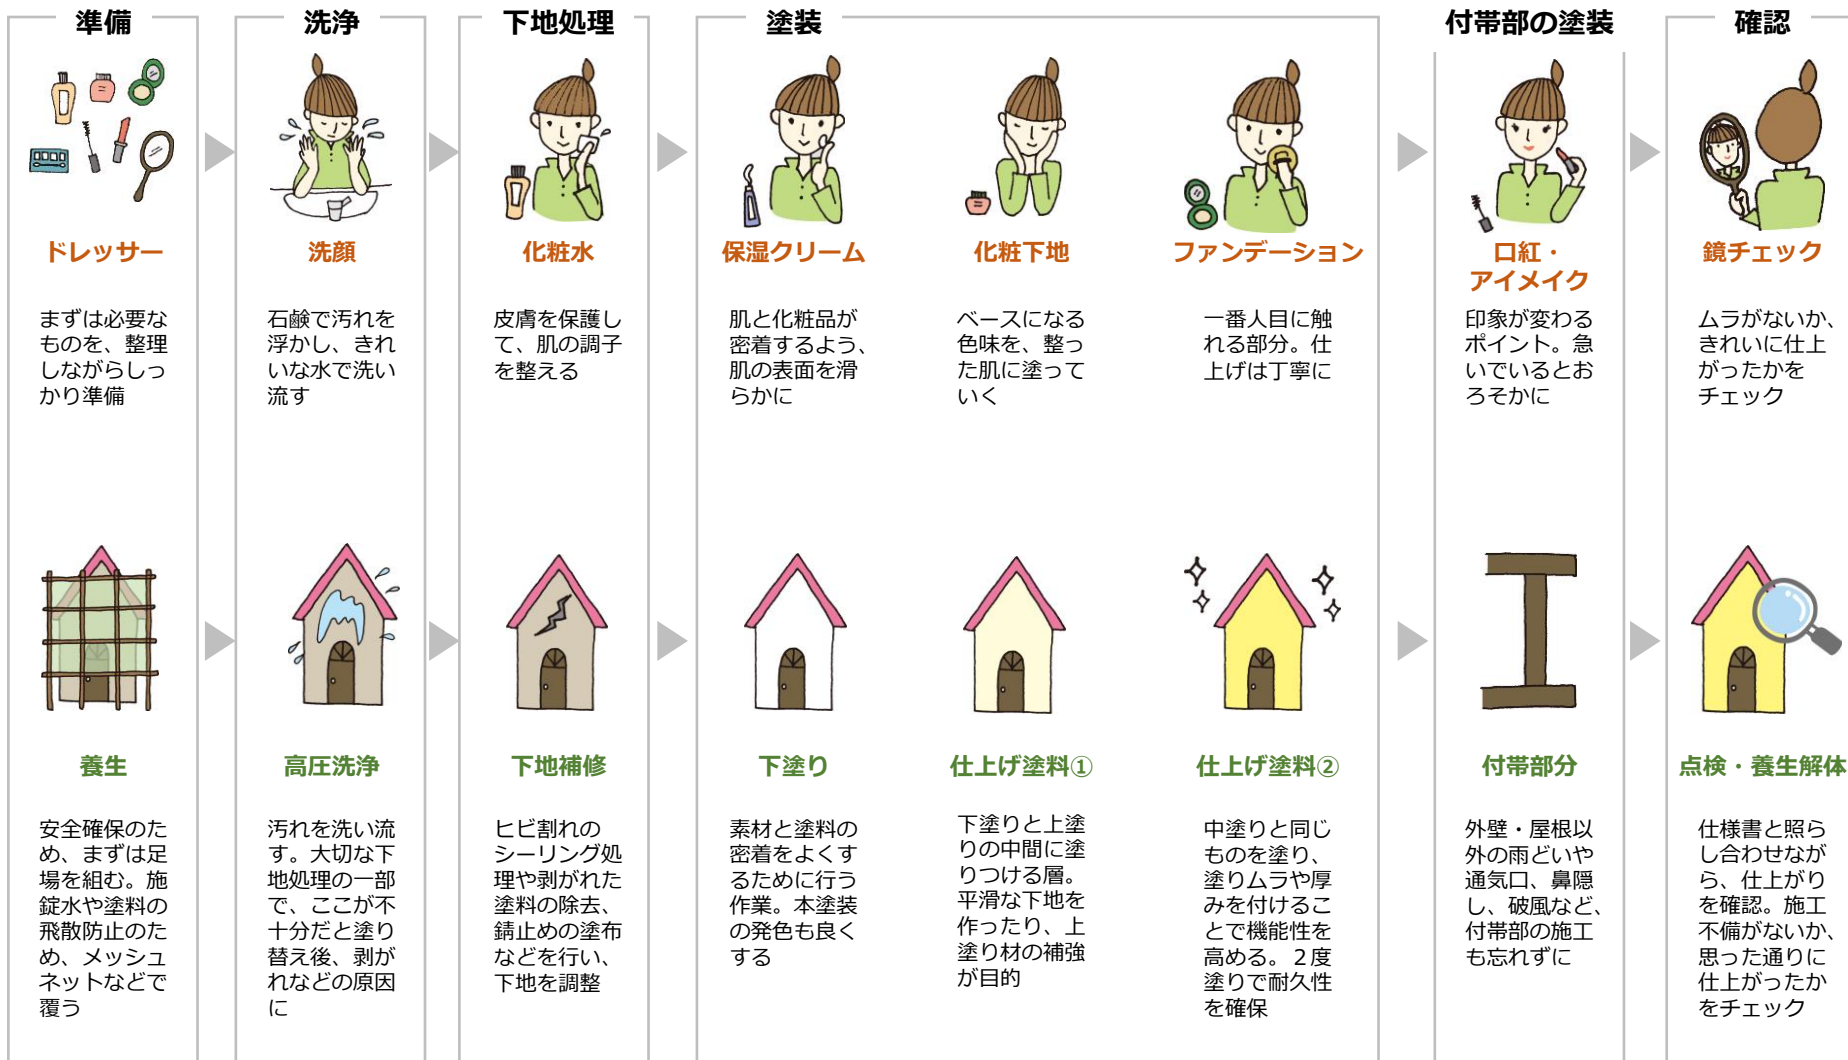 準備
洗浄
下地処理
塗装
付帯部の塗装
確認
ドレッサー
洗顔
化粧水
保湿クリーム
化粧下地
ファンデーション
口紅・
アイメイク
鏡チェック
まずは必要な
ものを、整理
しながらしっ
かり準備
石鹸で汚れを
浮かし、きれ
いな水で洗い
流す
皮膚を保護し
て、肌の調子
を整える
肌と化粧品が
密着するよう、
肌の表面を滑
らかに
ベースになる
色味を、整っ
た肌に塗って
いく
一番人目に触
れる部分。仕
上げは丁寧に
印象が変わる
ポイント。急
いでいるとお
ろそかに
ムラがないか、
きれいに仕上
がったかを
チェック
養生
高圧洗浄
下地補修
下塗り
仕上げ塗料①
仕上げ塗料②
付帯部分
点検・養生解体
安全確保のた
め、まずは足
場を組む。施
錠水や塗料の
飛散防止のた
め、メッシュ
ネットなどで
覆う
汚れを洗い流
す。大切な下
地処理の一部
で、ここが不
十分だと塗り
替え後、剥が
れなどの原因
に
ヒビ割れの
シーリング処
理や剥がれた
塗料の除去、
錆止めの塗布
などを行い、
下地を調整
素材と塗料の
密着をよくす
るために行う
作業。本塗装
の発色も良く
する
下塗りと上塗
りの中間に塗
りつける層。
平滑な下地を
作ったり、上
塗り材の補強
が目的
中塗りと同じ
ものを塗り、
塗りムラや厚
みを付けるこ
とで機能性を
高める。２度
塗りで耐久性
を確保
外壁・屋根以
外の雨どいや
通気口、鼻隠
し、破風など、
付帯部の施工
も忘れずに
仕様書と照ら
し合わせなが
ら、仕上がり
を確認。施工
不備がないか、
思った通りに
仕上がったか
をチェック